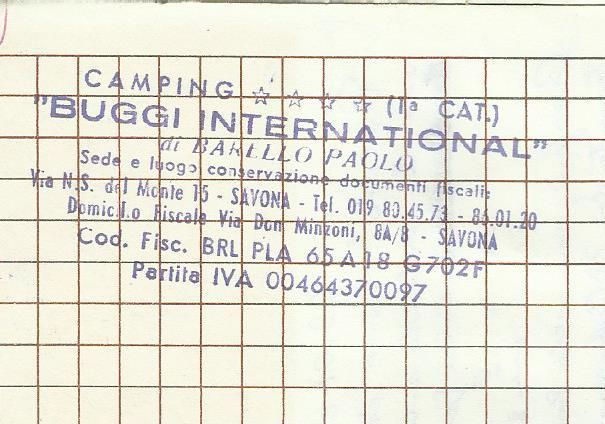 CAMPING ☆ ☆ ☆ ☆ (1ª CAT.)
"BUGGI INTERNATIONAL"
di BARELLO PAOLO
Sede e luogo conservazione documenti fiscali:
Via N.S. del Monte 15 - SAVONA - Tel. 019 80.45.73 - 86.01.20
Domicilio Fiscale Via Don Minzoni, 8A/8 - SAVONA
Cod. Fisc. BRL PLA 65A18 G702F
Partita IVA 00464370097